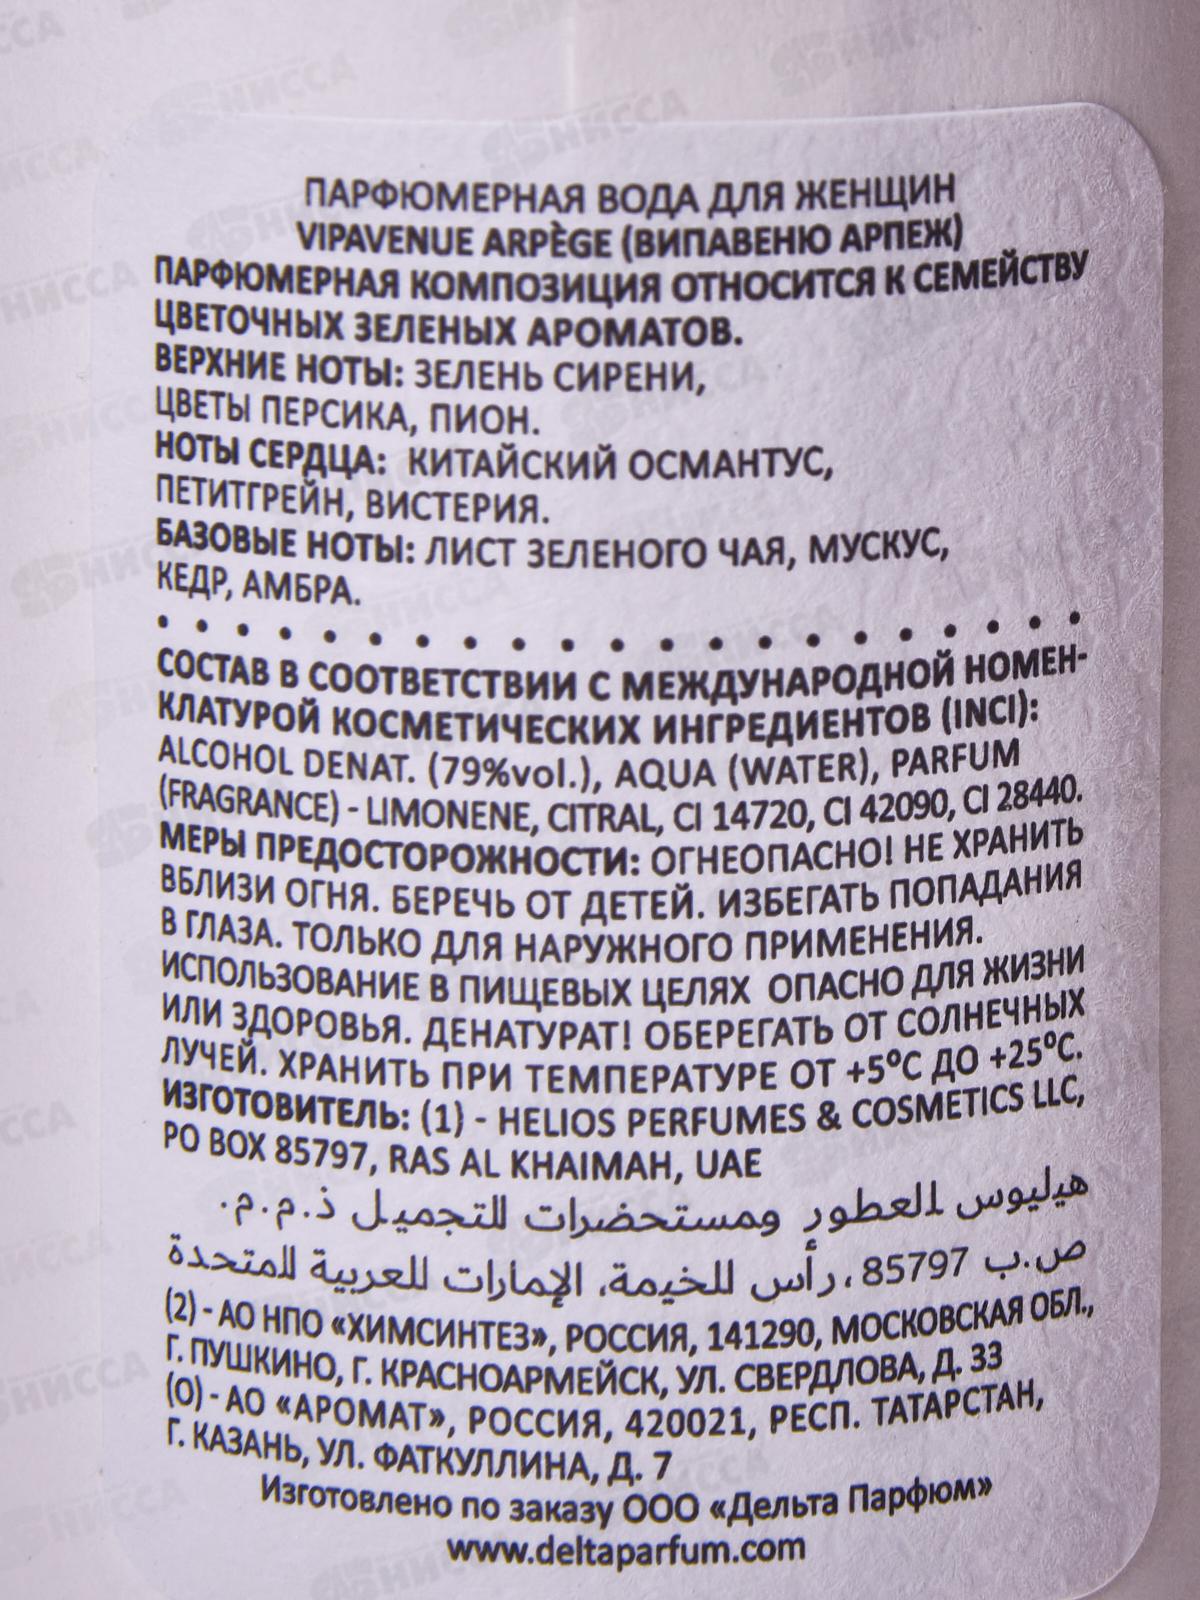 ПАРФЮМЕРНАЯ ВОДА ДЛЯ ЖЕНЩИН
VIPAVENUE ARPÈGE (ВИПАВЕНЮ АРПЕЖ)
ПАРФЮМЕРНАЯ КОМПОЗИЦИЯ ОТНОСИТСЯ К СЕМЕЙСТВУ
ЦВЕТОЧНЫХ ЗЕЛЕНЫХ АРОМАТОВ.
ВЕРХНИЕ НОТЫ: ЗЕЛЕНЬ СИРЕНИ,
ЦВЕТЫ ПЕРСИКА, ПИОН.
НОТЫ СЕРДЦА: КИТАЙСКИЙ ОСМАНТУС,
ПЕТИТГРЕЙН, ВИСТЕРИЯ.
БАЗОВЫЕ НОТЫ: ЛИСТ ЗЕЛЕНОГО ЧАЯ, МУСКУС,
КЕДР, АМБРА.
СОСТАВ В СООТВЕТСТВИИ С МЕЖДУНАРОДНОЙ НОМЕН-
КЛАТУРОЙ КОСМЕТИЧЕСКИХ ИНГРЕДИЕНТОВ (INCI):
ALCOHOL DENAT. (79%vol.), AQUA (WATER), PARFUM
(FRAGRANCE) - LIMONENE, CITRAL, CI 14720, CI 42090, CI 28440.
МЕРЫ ПРЕДОСТОРОЖНОСТИ: ОГНЕОПАСНО! НЕ ХРАНИТЬ
ВБЛИЗИ ОГНЯ. БЕРЕЧЬ ОТ ДЕТЕЙ. ИЗБЕГАТЬ ПОПАДАНИЯ
В ГЛАЗА. ТОЛЬКО ДЛЯ НАРУЖНОГО ПРИМЕНЕНИЯ.
ИСПОЛЬЗОВАНИЕ В ПИЩЕВЫХ ЦЕЛЯХ ОПАСНО ДЛЯ ЖИЗНИ
ИЛИ ЗДОРОВЬЯ. ДЕНАТУРАТ! ОБЕРЕГАТЬ ОТ СОЛНЕЧНЫХ
ЛУЧЕЙ. ХРАНИТЬ ПРИ ТЕМПЕРАТУРЕ ОТ +5°С ДО +25°С.
ИЗГОТОВИТЕЛЬ: (1) - HELIOS PERFUMES & COSMETICS LLC,
PO BOX 85797, RAS AL KHAIMAH, UAE
هيليوس العطور ومستحضرات للتجميل ذ.م.م.
ص.ب 85797، رأس للخيمة، الإمارات للعربية للمتحدة
(2) - АО НПО «ХИМСИНТЕЗ», РОССИЯ, 141290, МОСКОВСКАЯ ОБЛ.,
Г. ПУШКИНО, Г. КРАСНОАРМЕЙСК, УЛ. СВЕРДЛОВА, Д. 33
(О) - АО «АРОМАТ», РОССИЯ, 420021, РЕСП. ТАТАРСТАН,
Г. КАЗАНЬ, УЛ. ФАТКУЛЛИНА, Д. 7
Изготовлено по заказу ООО «Дельта Парфюм»
www.deltaparfum.com